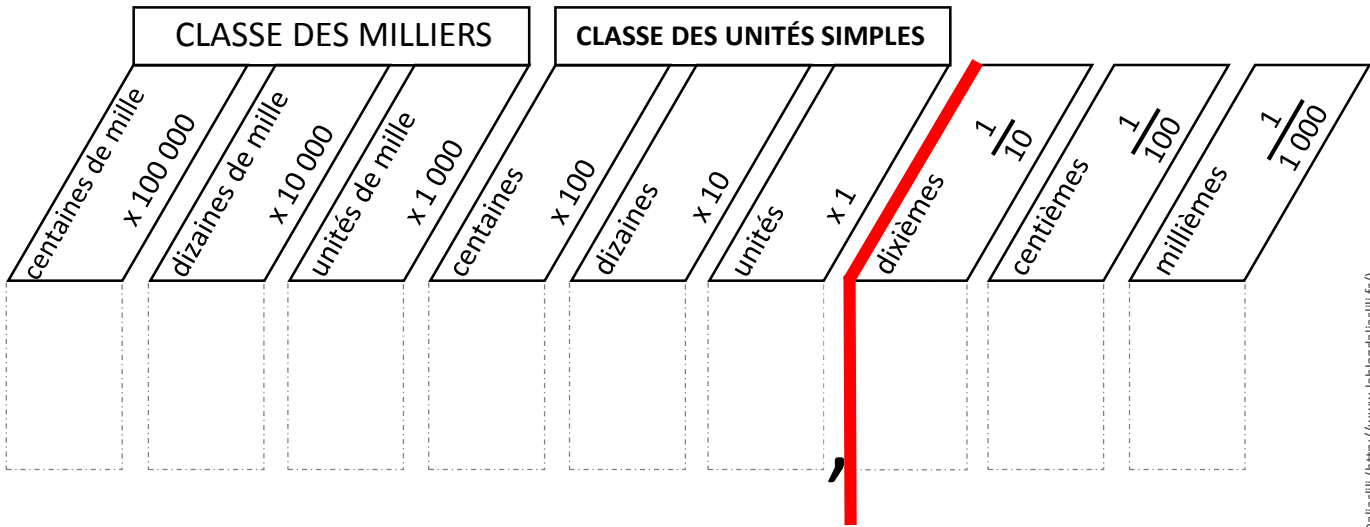 CLASSE DES MILLIERS
CLASSE DES UNITÉS SIMPLES
centaines de mille
x 100 000
dizaines de mille
x 10 000
unités de mille
x 1 000
centaines
x 100
dizaines
x 10
unités
x 1
dixièmes
1
10
centièmes
1
100
millièmes
1
1 000
,